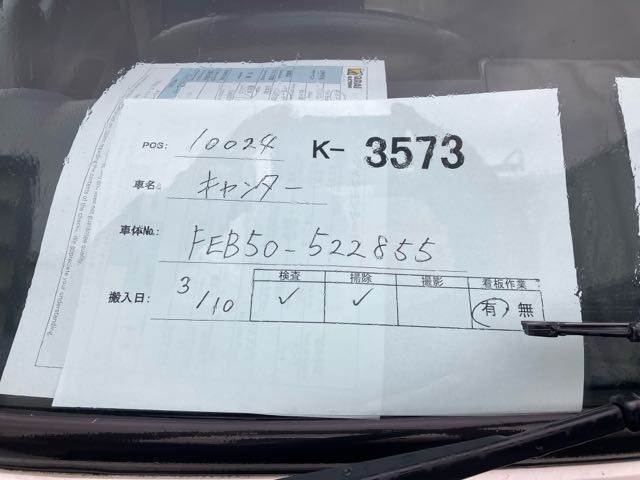 POS: 10024 K- 3573
車名: キャンター
車体No.: FEB50-522855
検査 掃除 撮影 看板作業
搬入日: 3/10 ✓ ✓ 有 無